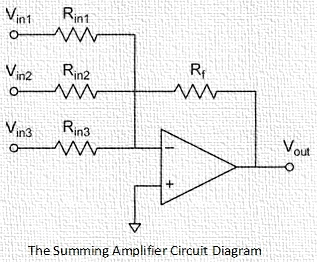 Vin1 Rin1
Vin2 Rin2 Rf
Vin3 Rin3
− Vout
+
The Summing Amplifier Circuit Diagram